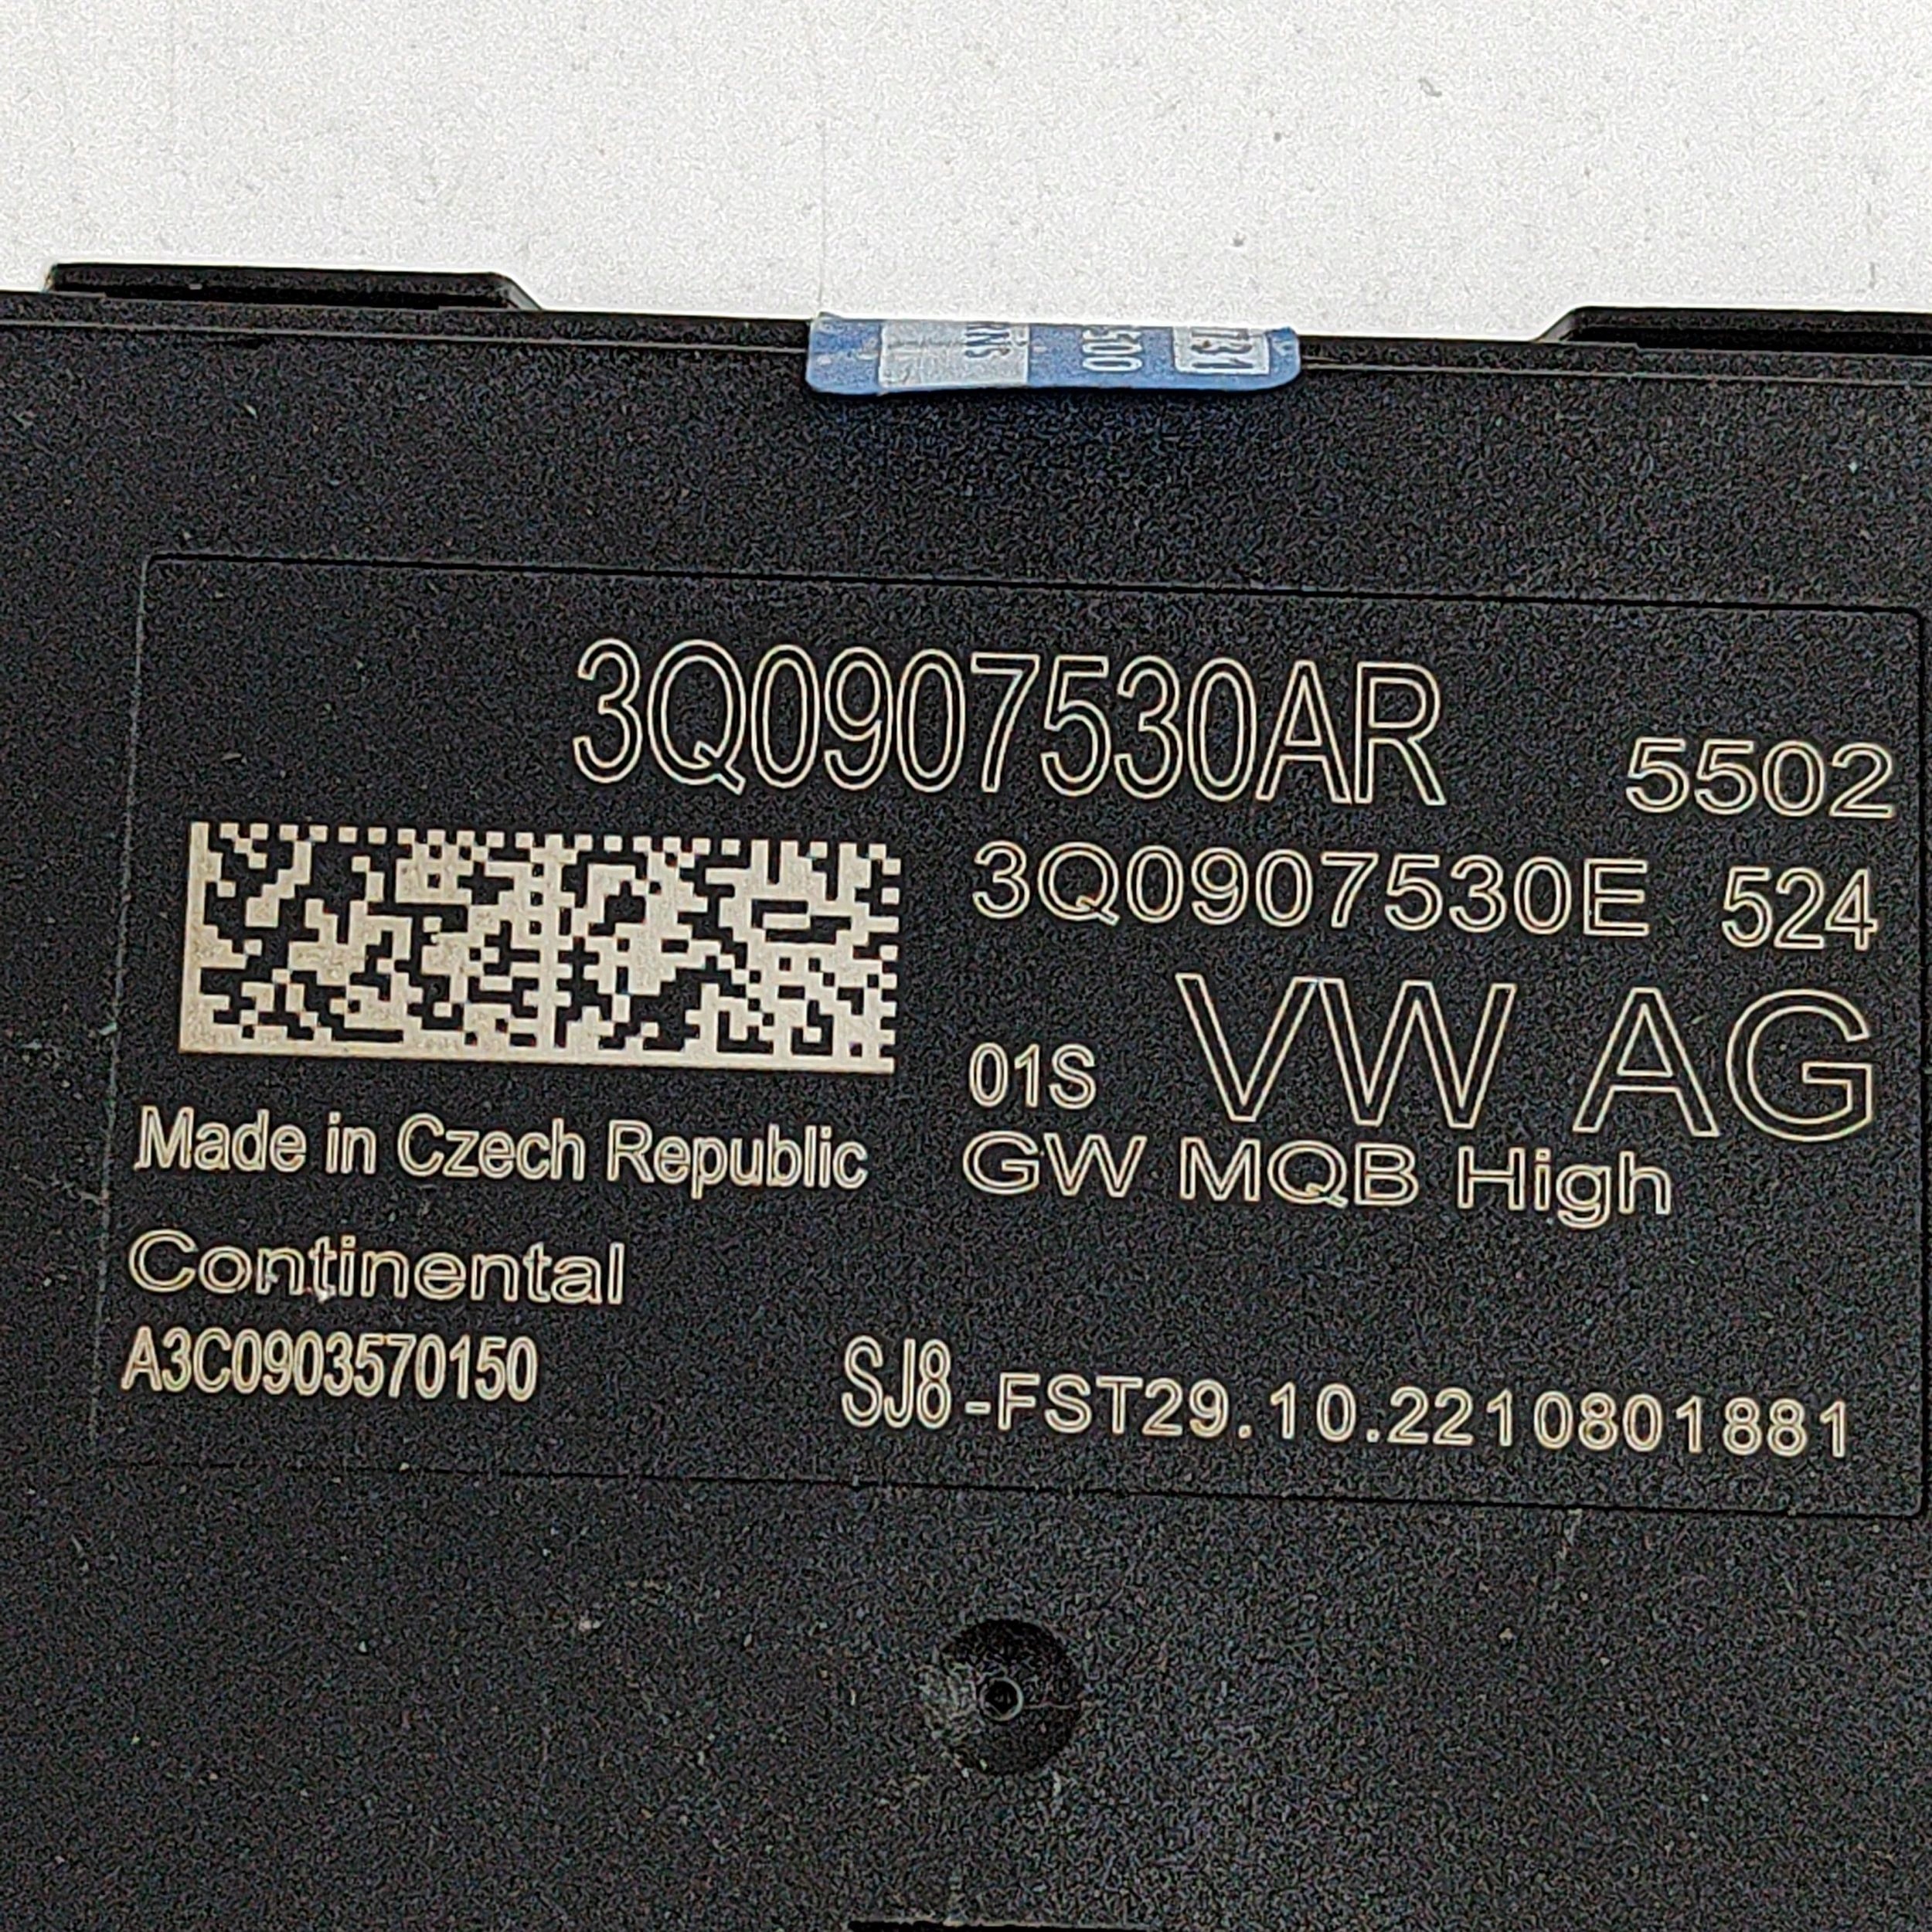 3Q0907530AR
5502
3Q0907530E 524
01S VW AG
Made in Czech Republic
GW MQB High
Continental
A3C0903570150
SJ8-FST29.10.2210801881